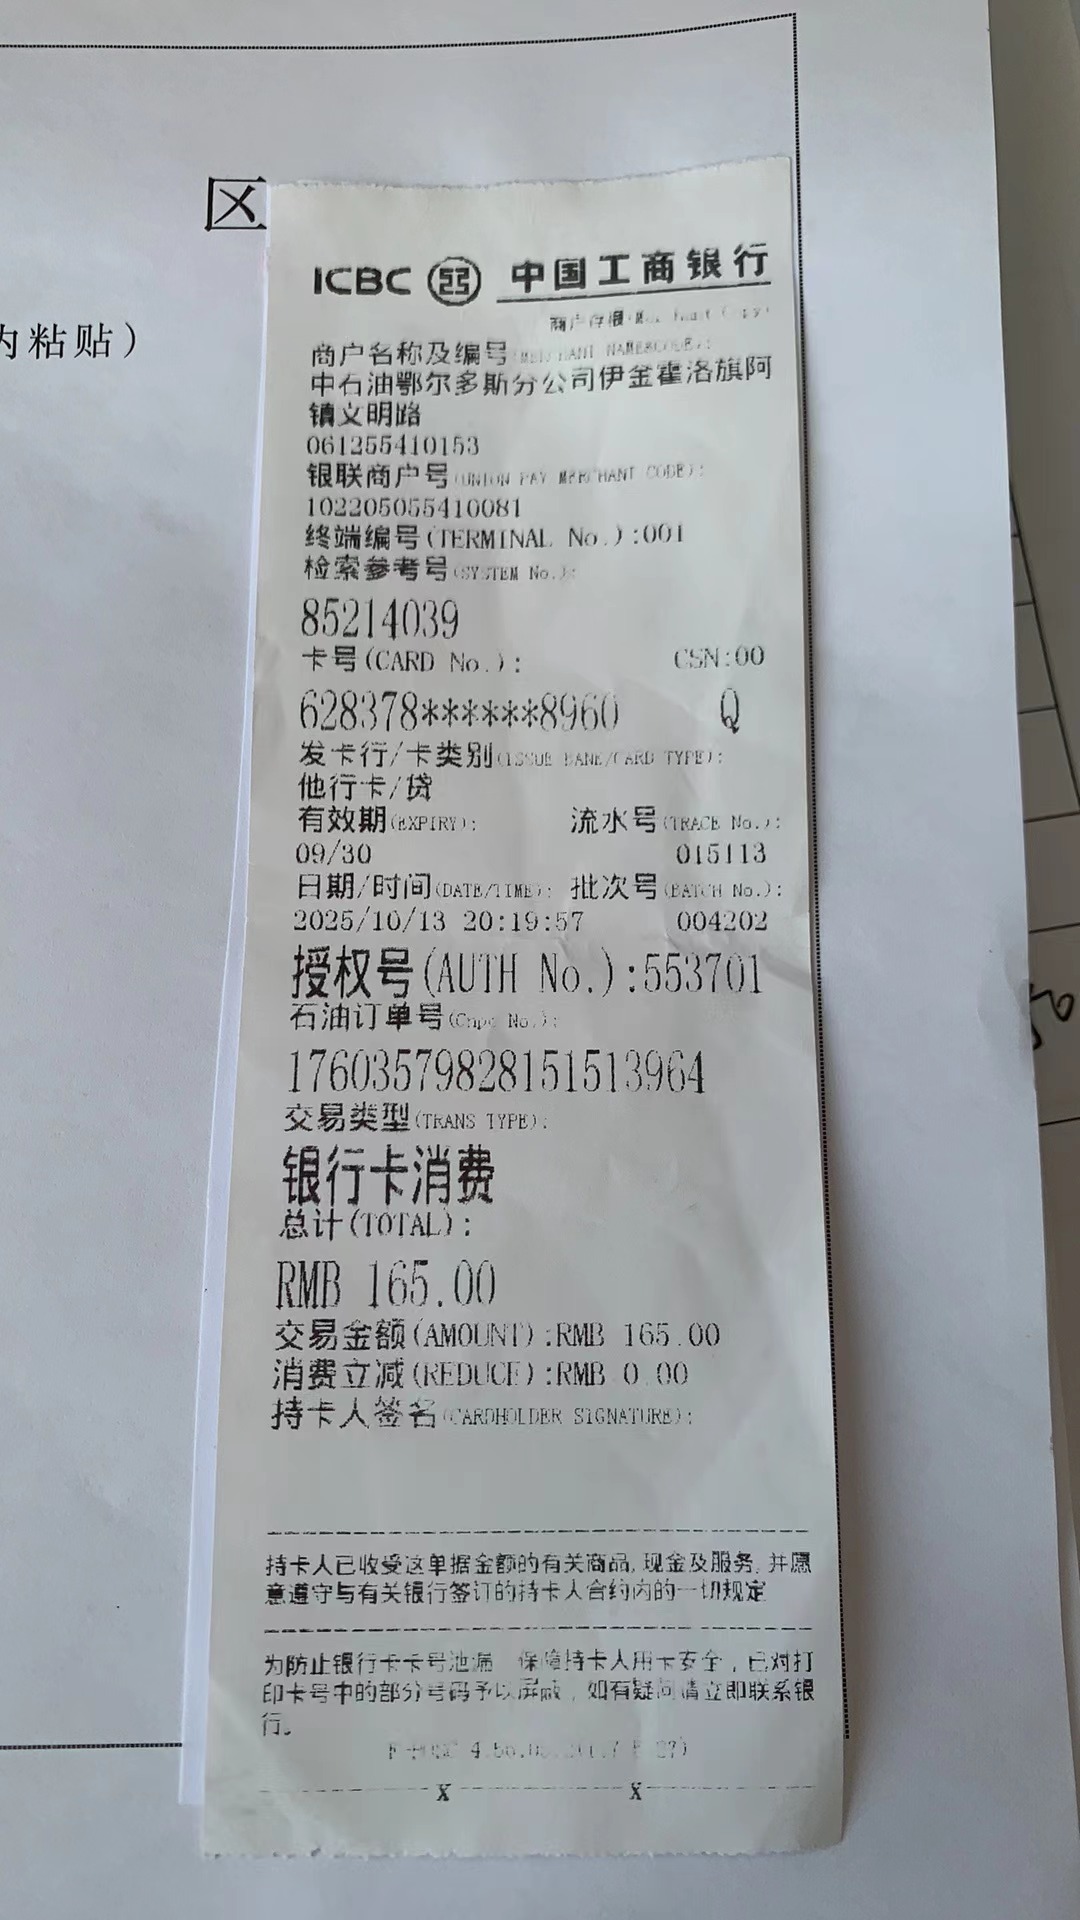 区
内粘贴）
ICBC 中国工商银行
商户存根
商户名称及编号(MERCHANT NAME&CODE):
中石油鄂尔多斯分公司伊金霍洛旗阿
镇文明路
061255410153
银联商户号(UNION PAY MERCHANT CODE):
102205055410081
终端编号(TERMINAL No.):001
检索参考号(SYSTEM No.):
85214039
卡号(CARD No.): CSN:00
628378******8960 Q
发卡行/卡类别(ISSUE BANK/CARD TYPE):
他行卡/贷
有效期(EXPIRY): 流水号(TRACE No.):
09/30 015113
日期/时间(DATE/TIME): 批次号(BATCH No.):
2025/10/13 20:19:57 004202
授权号(AUTH No.):553701
石油订单号(Cnpc No.):
17603579828151513964
交易类型(TRANS TYPE):
银行卡消费
总计(TOTAL):
RMB 165.00
交易金额(AMOUNT):RMB 165.00
消费立减(REDUCE):RMB 0.00
持卡人签名(CARDHOLDER SIGNATURE):
持卡人已收受这单据金额的有关商品,现金及服务,并愿
意遵守与有关银行签订的持卡人合约内的一切规定
为防止银行卡卡号泄漏 保障持卡人用卡安全，已对打
印卡号中的部分号码予以屏蔽，如有疑问请立即联系银
行。
X X